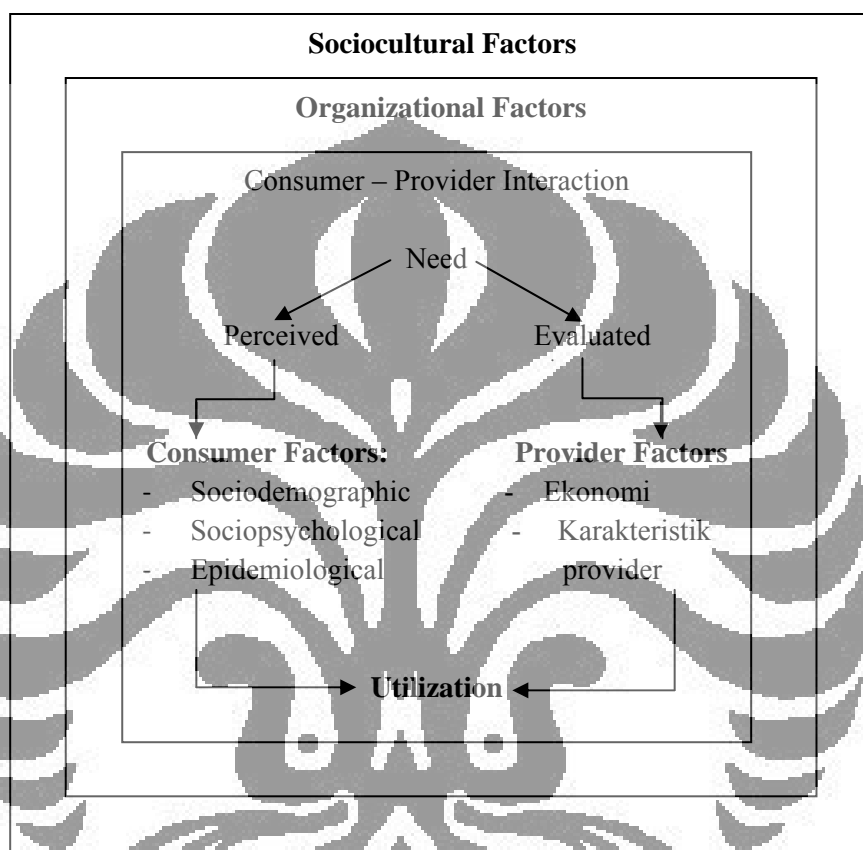 Sociocultural Factors
Organizational Factors
Consumer – Provider Interaction
Need
Perceived
Evaluated
Consumer Factors:
- Sociodemographic
- Sociopsychological
- Epidemiological
Provider Factors
- Ekonomi
- Karakteristik
provider
Utilization